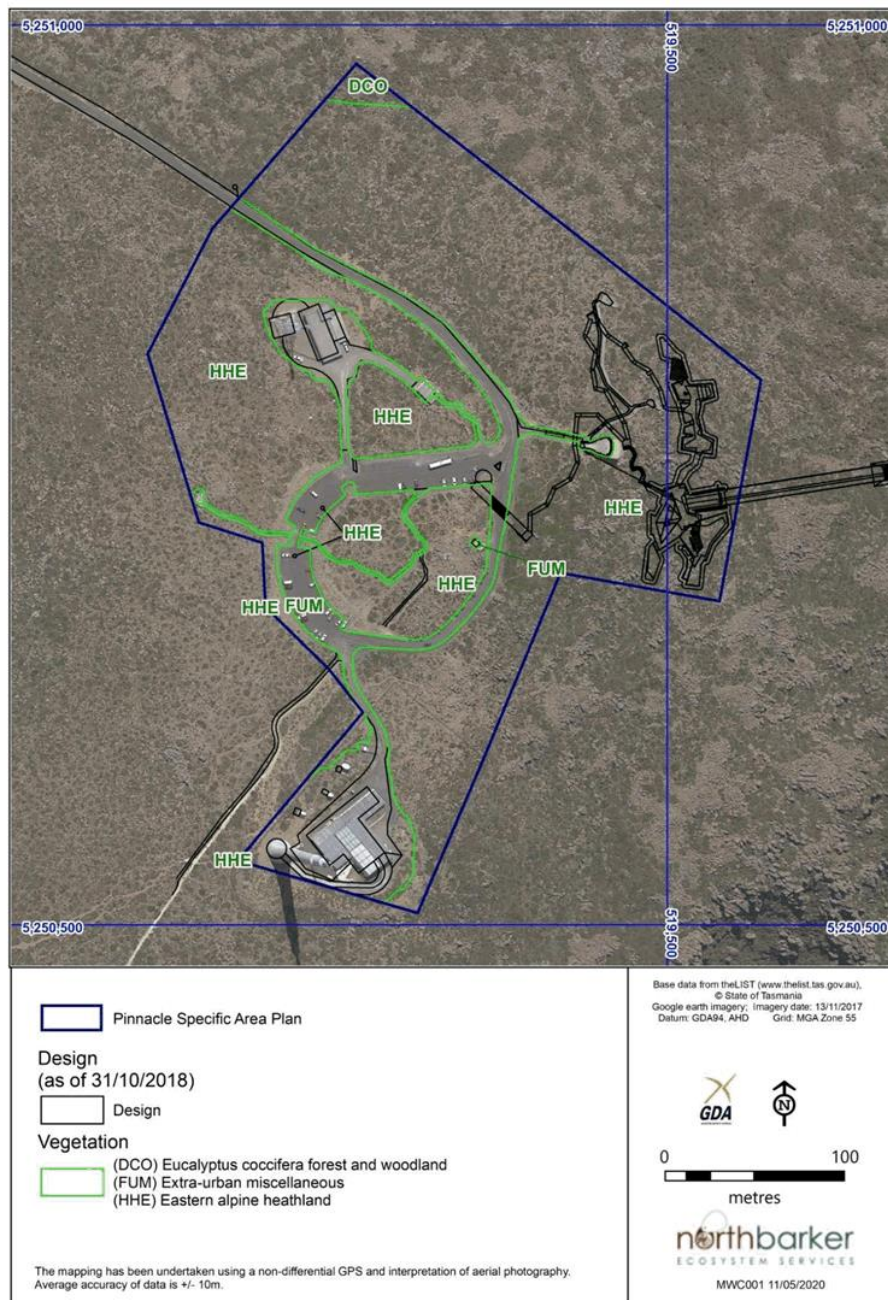 5,251,000
519,500
5,251,000
DCO
HHE
HHE
HHE
HHE
HHE
FUM
HHE
FUM
HHE
5,250,500
519,500
5,250,500
Pinnacle Specific Area Plan
Design
(as of 31/10/2018)
Design
Vegetation
(DCO) Eucalyptus coccifera forest and woodland
(FUM) Extra-urban miscellaneous
(HHE) Eastern alpine heathland
The mapping has been undertaken using a non-differential GPS and interpretation of aerial photography.
Average accuracy of data is +/- 10m.
Base data from theLIST (www.thelist.tas.gov.au),
© State of Tasmania
Google earth imagery; Imagery date: 13/11/2017
Datum: GDA94, AHD Grid: MGA Zone 55
GDA
N
0 100
metres
northbarker
ECOSYSTEM SERVICES
MWC001 11/05/2020